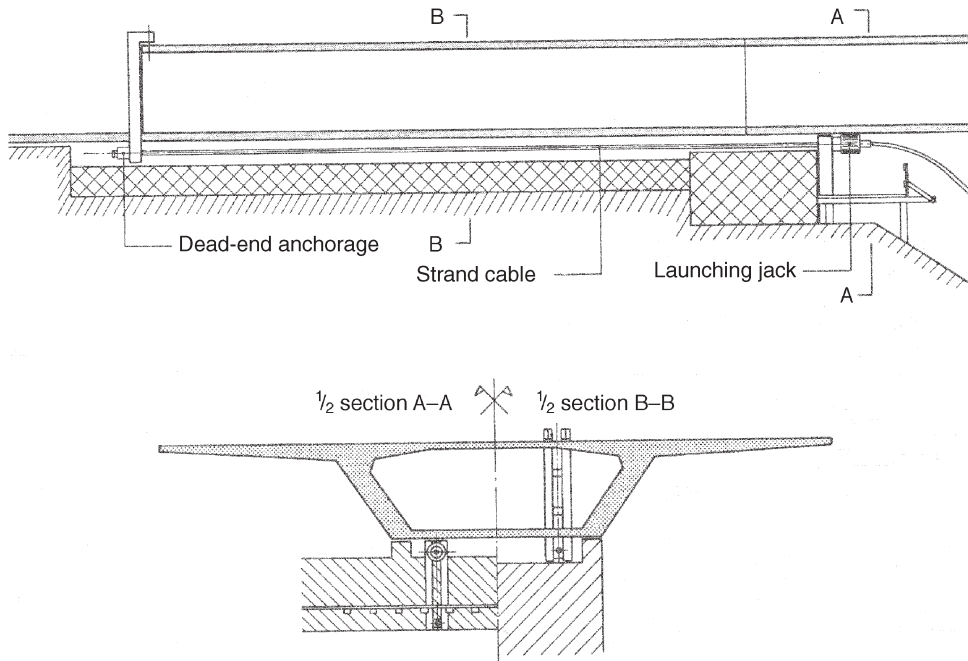 B
A
Dead-end anchorage
B
Strand cable
Launching jack
A
½ section A–A
½ section B–B